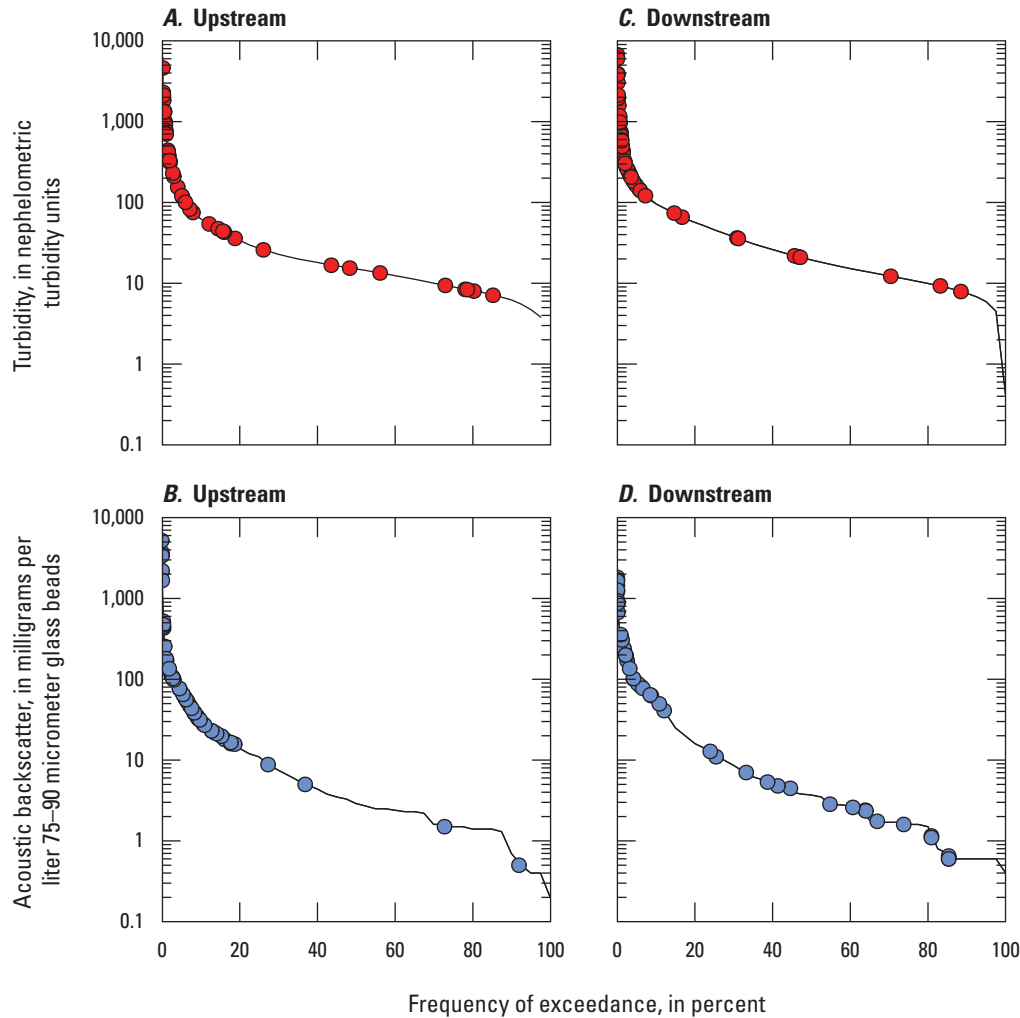 A. Upstream
C. Downstream
10,000
1,000
100
10
1
0.1
Turbidity, in nephelometric
turbidity units
B. Upstream
D. Downstream
10,000
1,000
100
10
1
0.1
Acoustic backscatter, in milligrams per
liter 75–90 micrometer glass beads
0 20 40 60 80 100
0 20 40 60 80 100
Frequency of exceedance, in percent